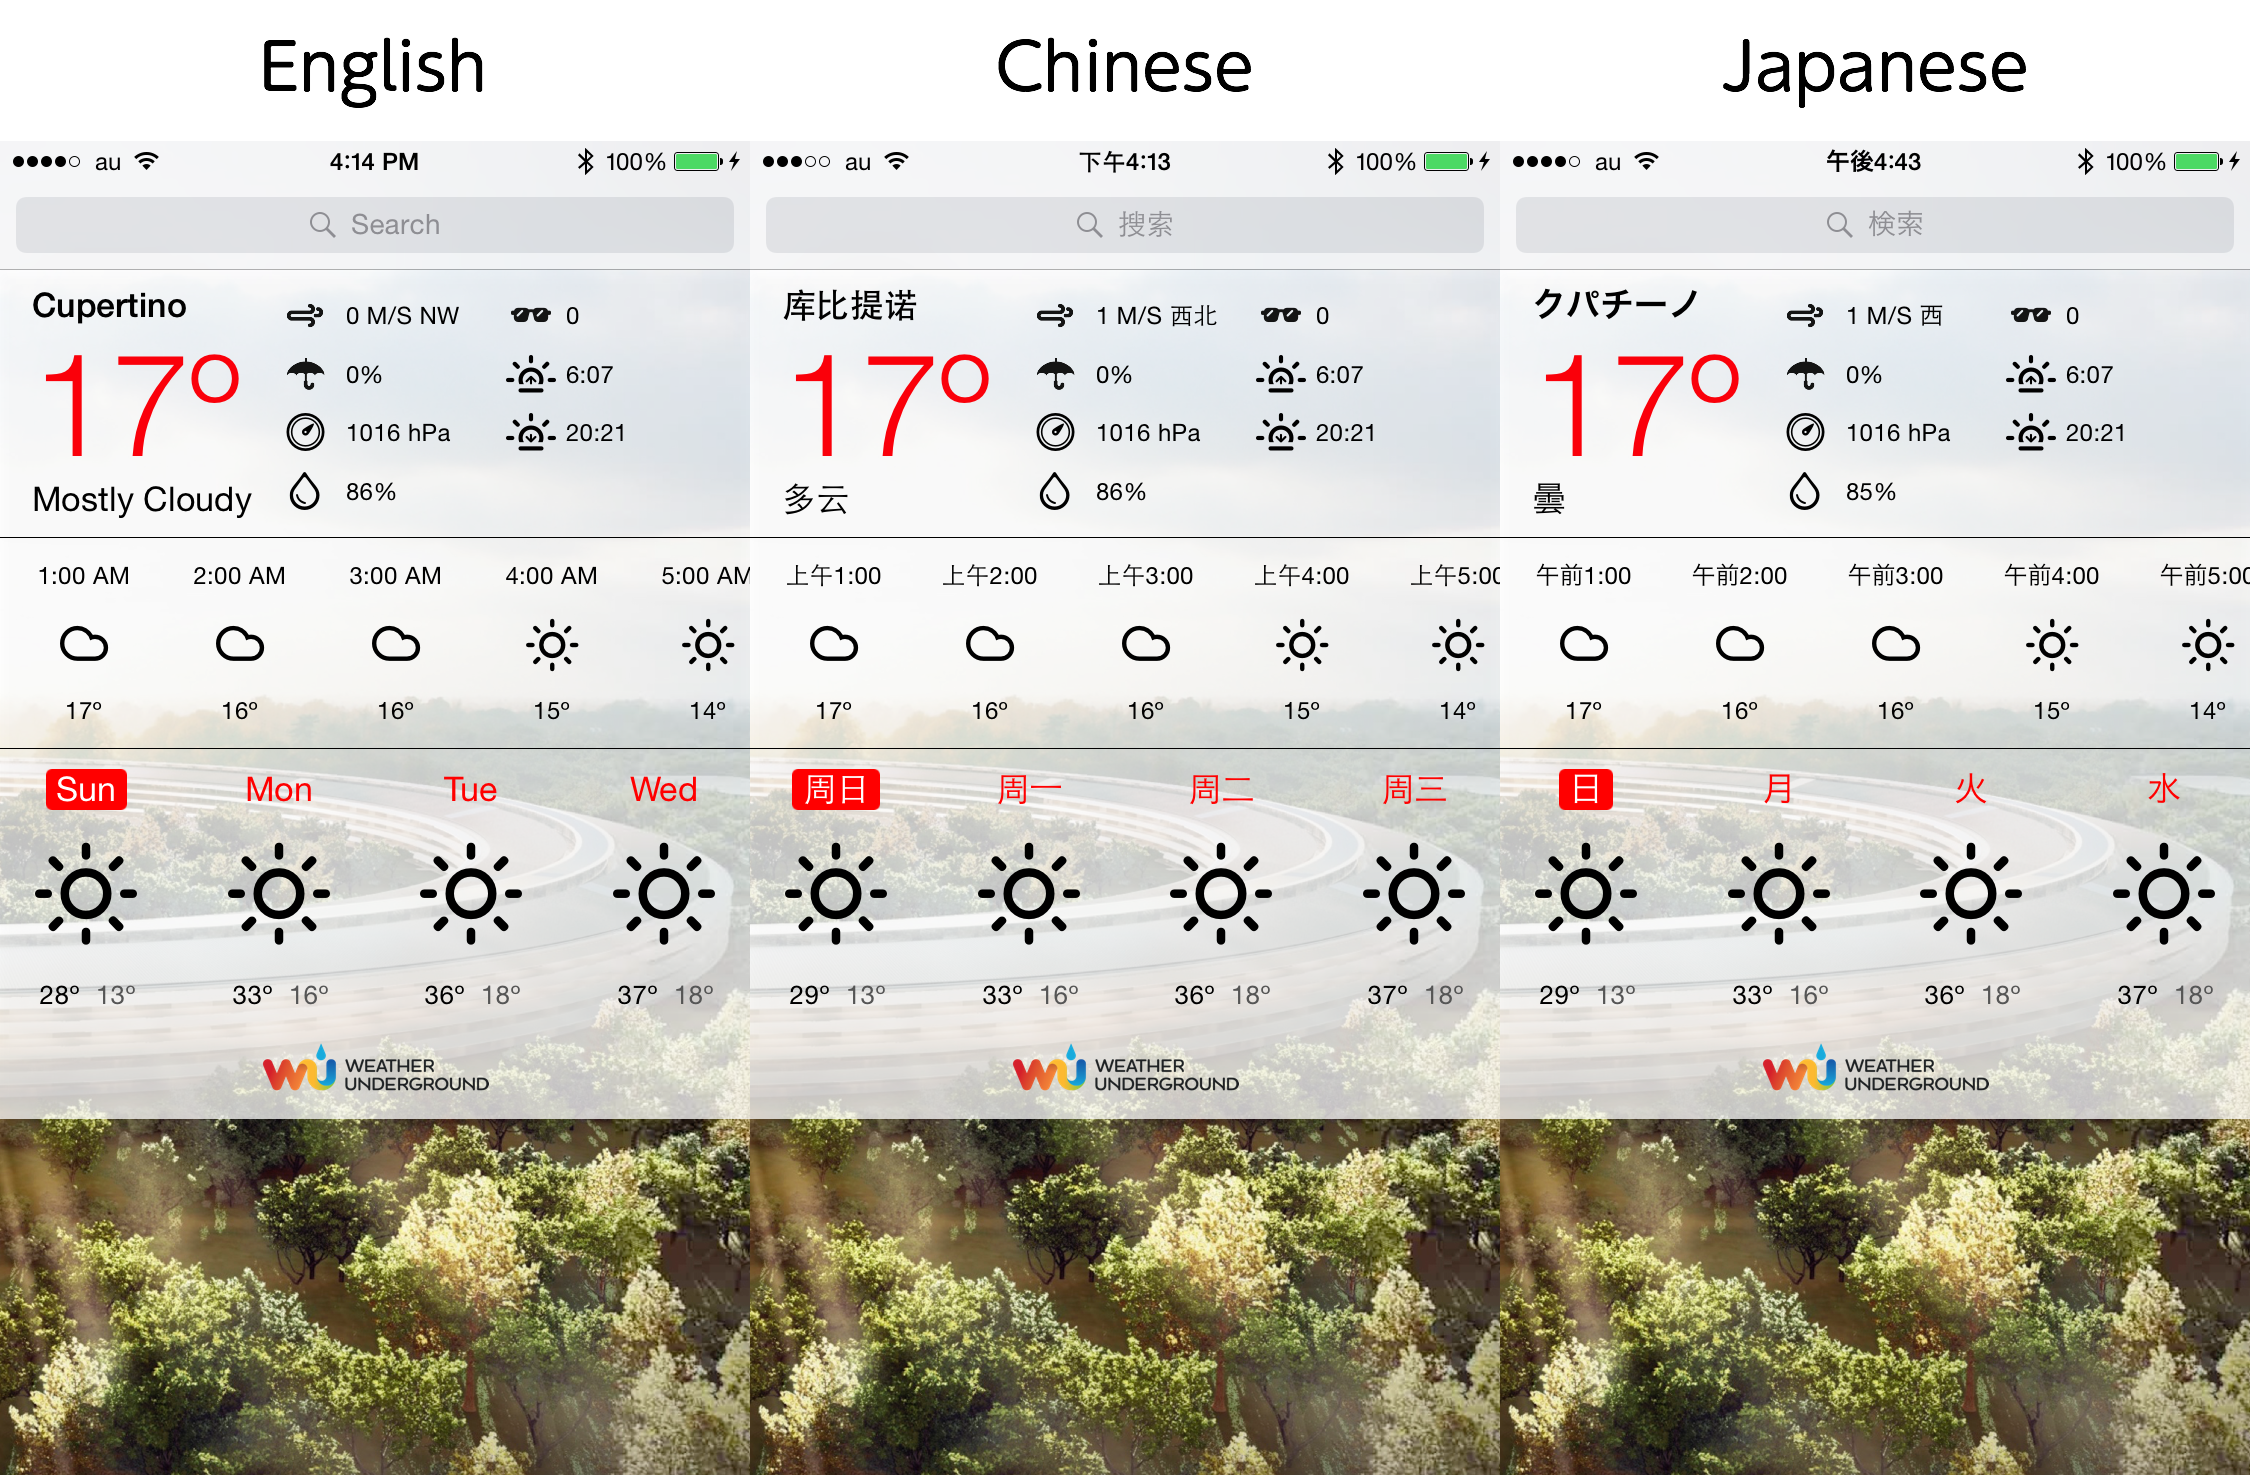 English
Chinese
Japanese
au
4:14 PM
100%
Search
Cupertino
17°
Mostly Cloudy
0 M/S NW
0
0%
6:07
1016 hPa
20:21
86%
1:00 AM 2:00 AM 3:00 AM 4:00 AM 5:00 AM
17° 16° 16° 15° 14°
Sun Mon Tue Wed
28° 13° 33° 16° 36° 18° 37° 18°
WU WEATHER
UNDERGROUND
au
下午4:13
100%
搜索
库比提诺
17°
多云
1 M/S 西北
0
0%
6:07
1016 hPa
20:21
86%
上午1:00 上午2:00 上午3:00 上午4:00 上午5:00
17° 16° 16° 15° 14°
周日 周一 周二 周三
29° 13° 33° 16° 36° 18° 37° 18°
WU WEATHER
UNDERGROUND
au
午後4:43
100%
検索
クパチーノ
17°
曇
1 M/S 西
0
0%
6:07
1016 hPa
20:21
85%
午前1:00 午前2:00 午前3:00 午前4:00 午前5:00
17° 16° 16° 15° 14°
日 月 火 水
29° 13° 33° 16° 36° 18° 37° 18°
WU WEATHER
UNDERGROUND